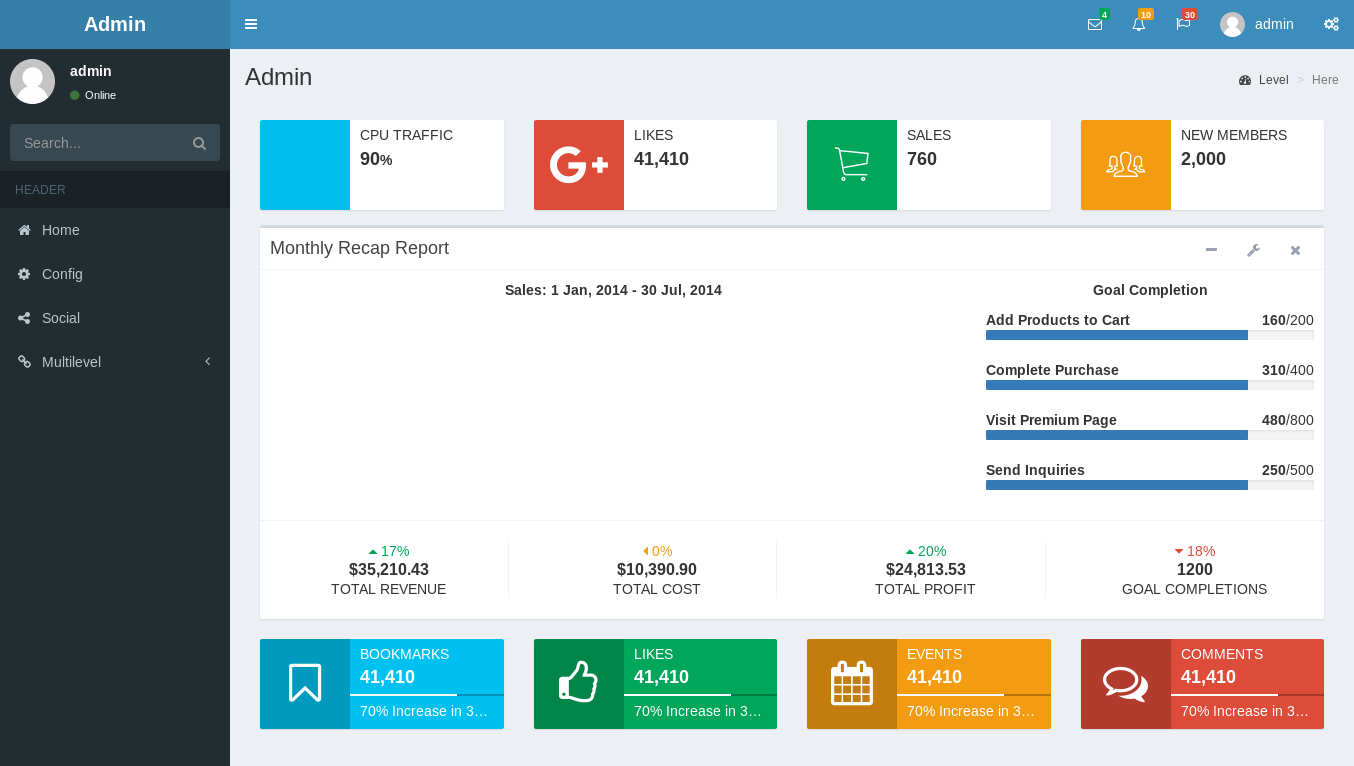 Admin
4
10
30
admin
admin
Online
Search...
HEADER
Home
Config
Social
Multilevel
Admin
Level > Here
CPU TRAFFIC
90%
LIKES
41,410
SALES
760
NEW MEMBERS
2,000
Monthly Recap Report
Sales: 1 Jan, 2014 - 30 Jul, 2014
Goal Completion
Add Products to Cart 160/200
Complete Purchase 310/400
Visit Premium Page 480/800
Send Inquiries 250/500
17%
$35,210.43
TOTAL REVENUE
0%
$10,390.90
TOTAL COST
20%
$24,813.53
TOTAL PROFIT
18%
1200
GOAL COMPLETIONS
BOOKMARKS
41,410
70% Increase in 3...
LIKES
41,410
70% Increase in 3...
EVENTS
41,410
70% Increase in 3...
COMMENTS
41,410
70% Increase in 3...